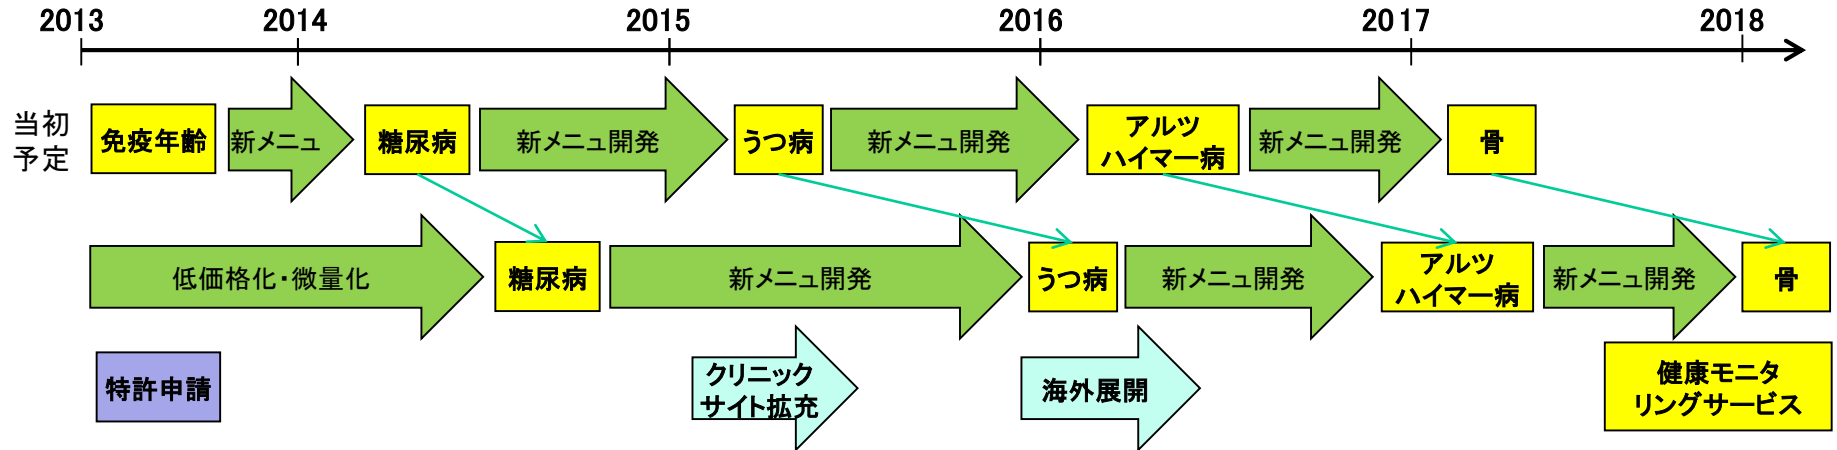 2013
2014
2015
2016
2017
2018
当初
予定
免疫年齢
新メニュ
糖尿病
新メニュ開発
うつ病
新メニュ開発
アルツ
ハイマー病
新メニュ開発
骨
低価格化・微量化
糖尿病
新メニュ開発
うつ病
新メニュ開発
アルツ
ハイマー病
新メニュ開発
骨
特許申請
クリニック
サイト拡充
海外展開
健康モニタ
リングサービス